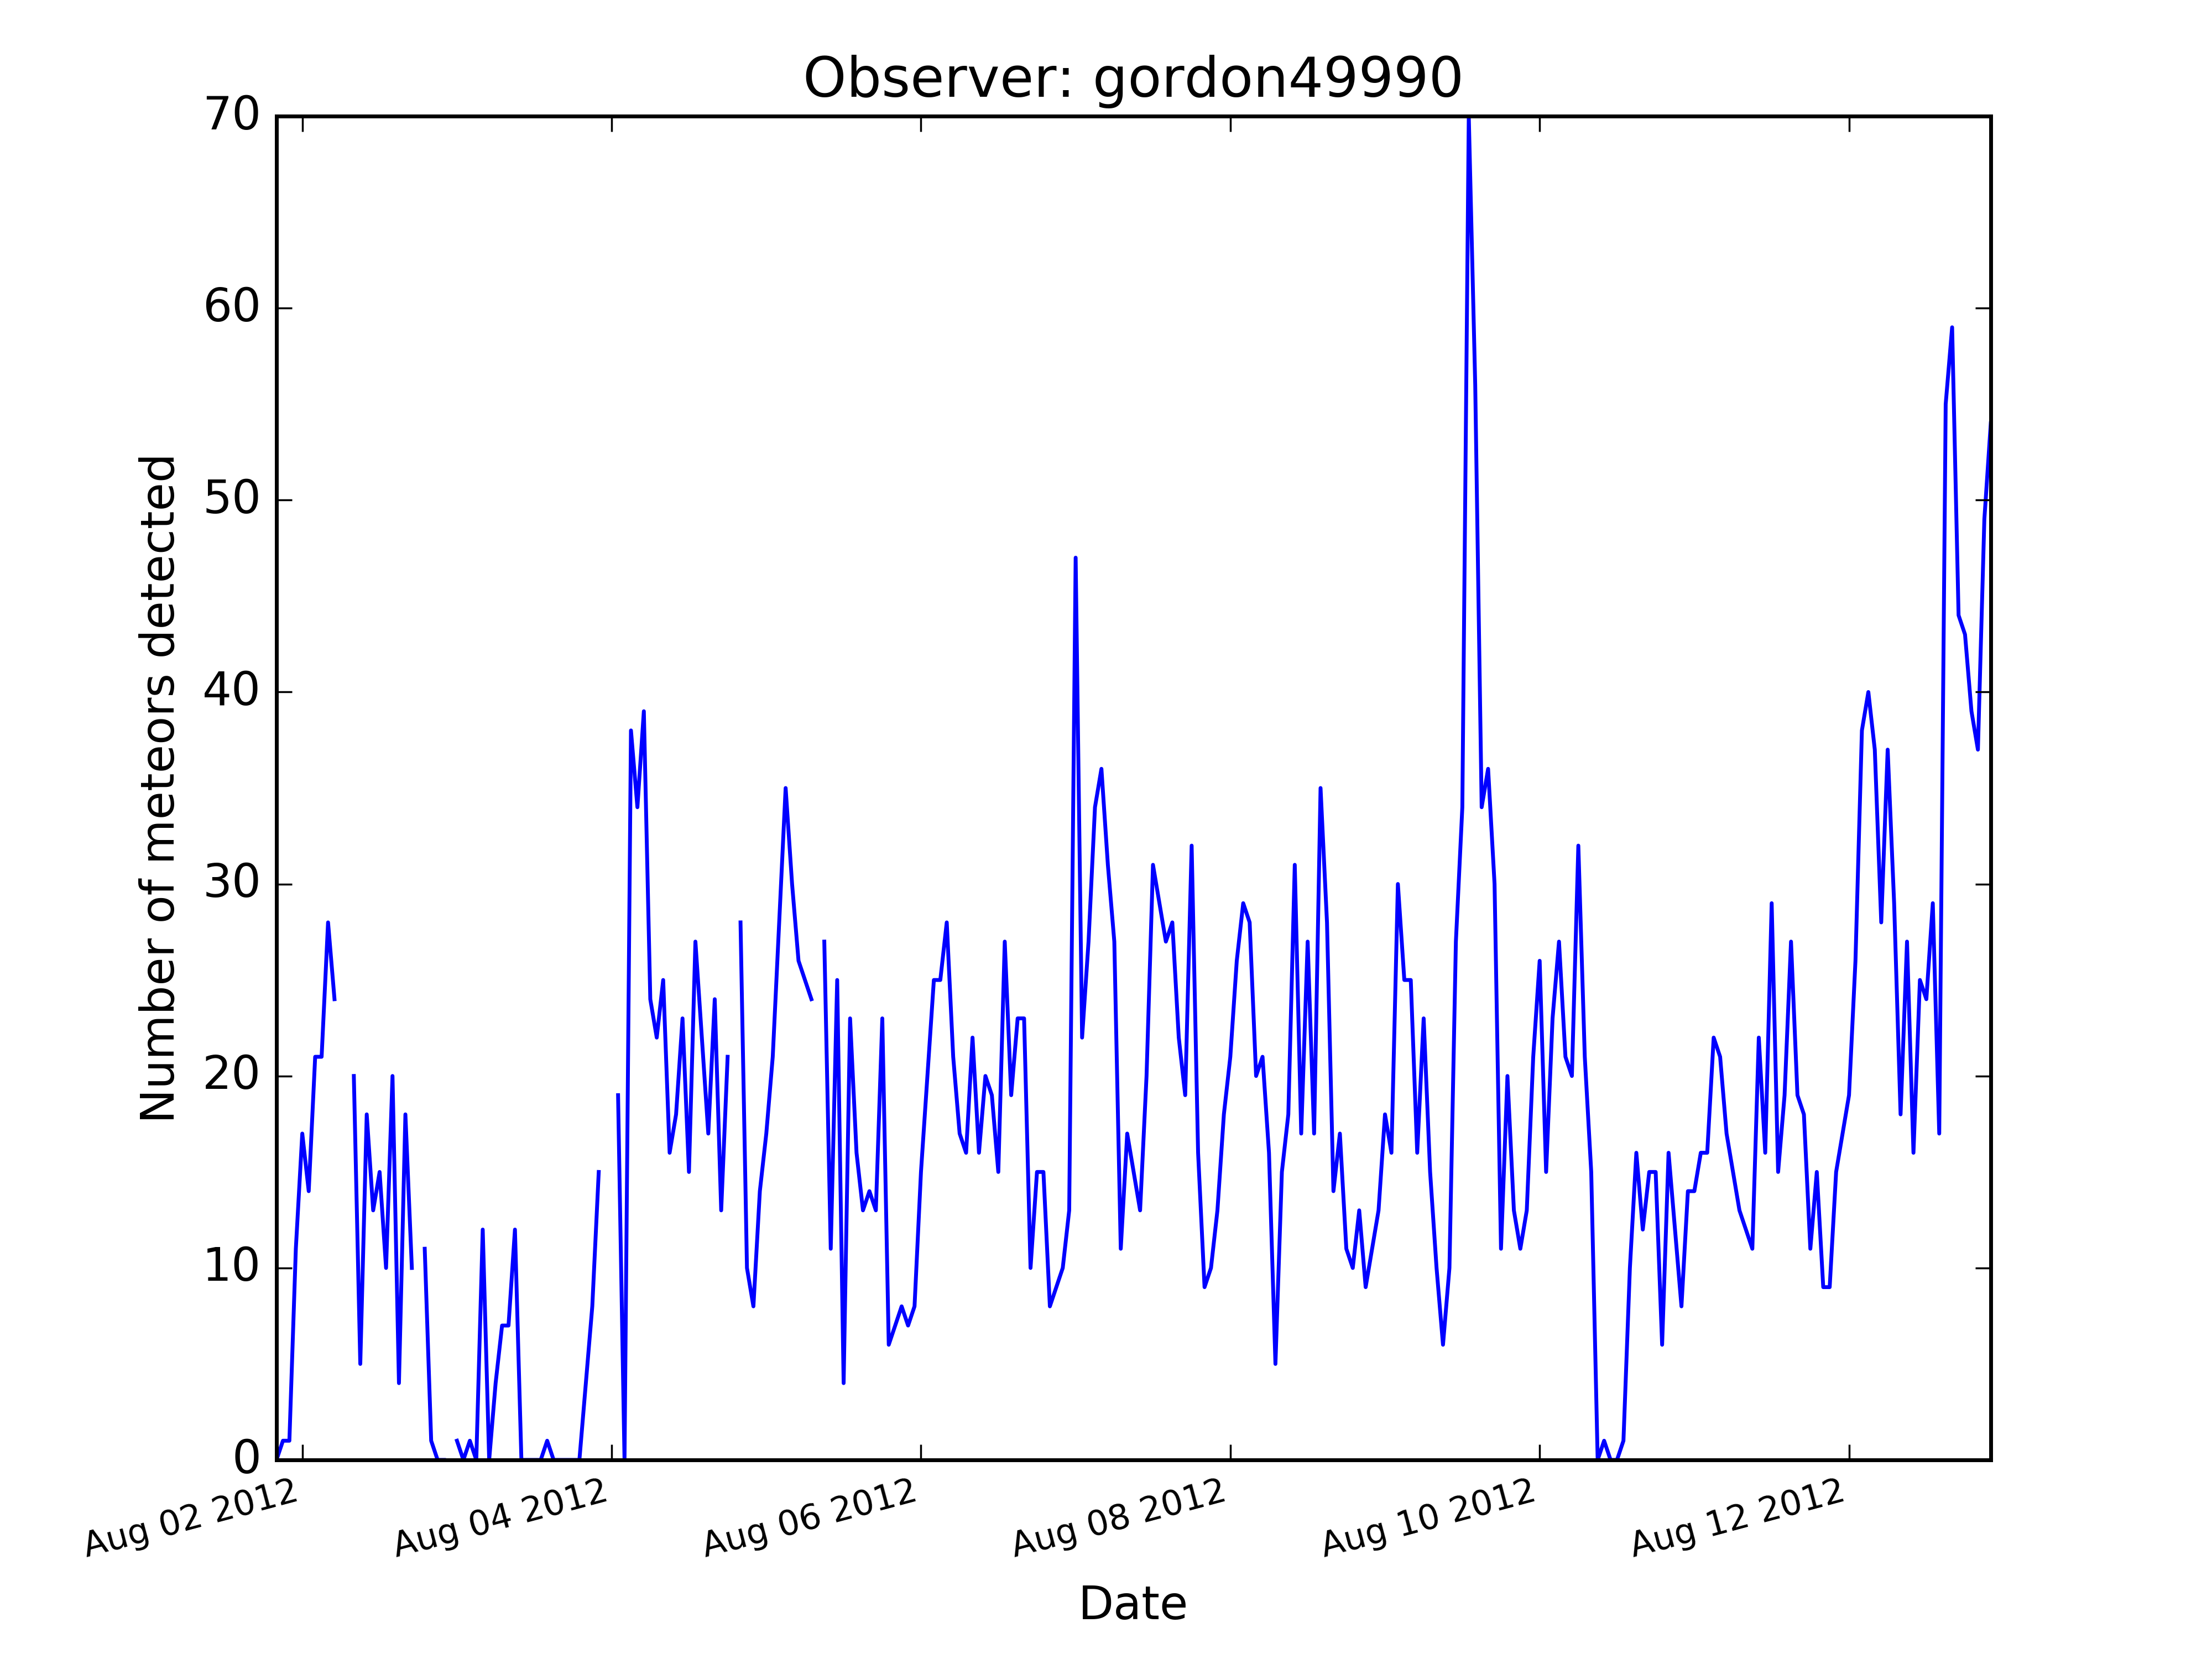 Observer: gordon49990
Number of meteors detected
70
60
50
40
30
20
10
0
Aug 02 2012
Aug 04 2012
Aug 06 2012
Aug 08 2012
Aug 10 2012
Aug 12 2012
Date